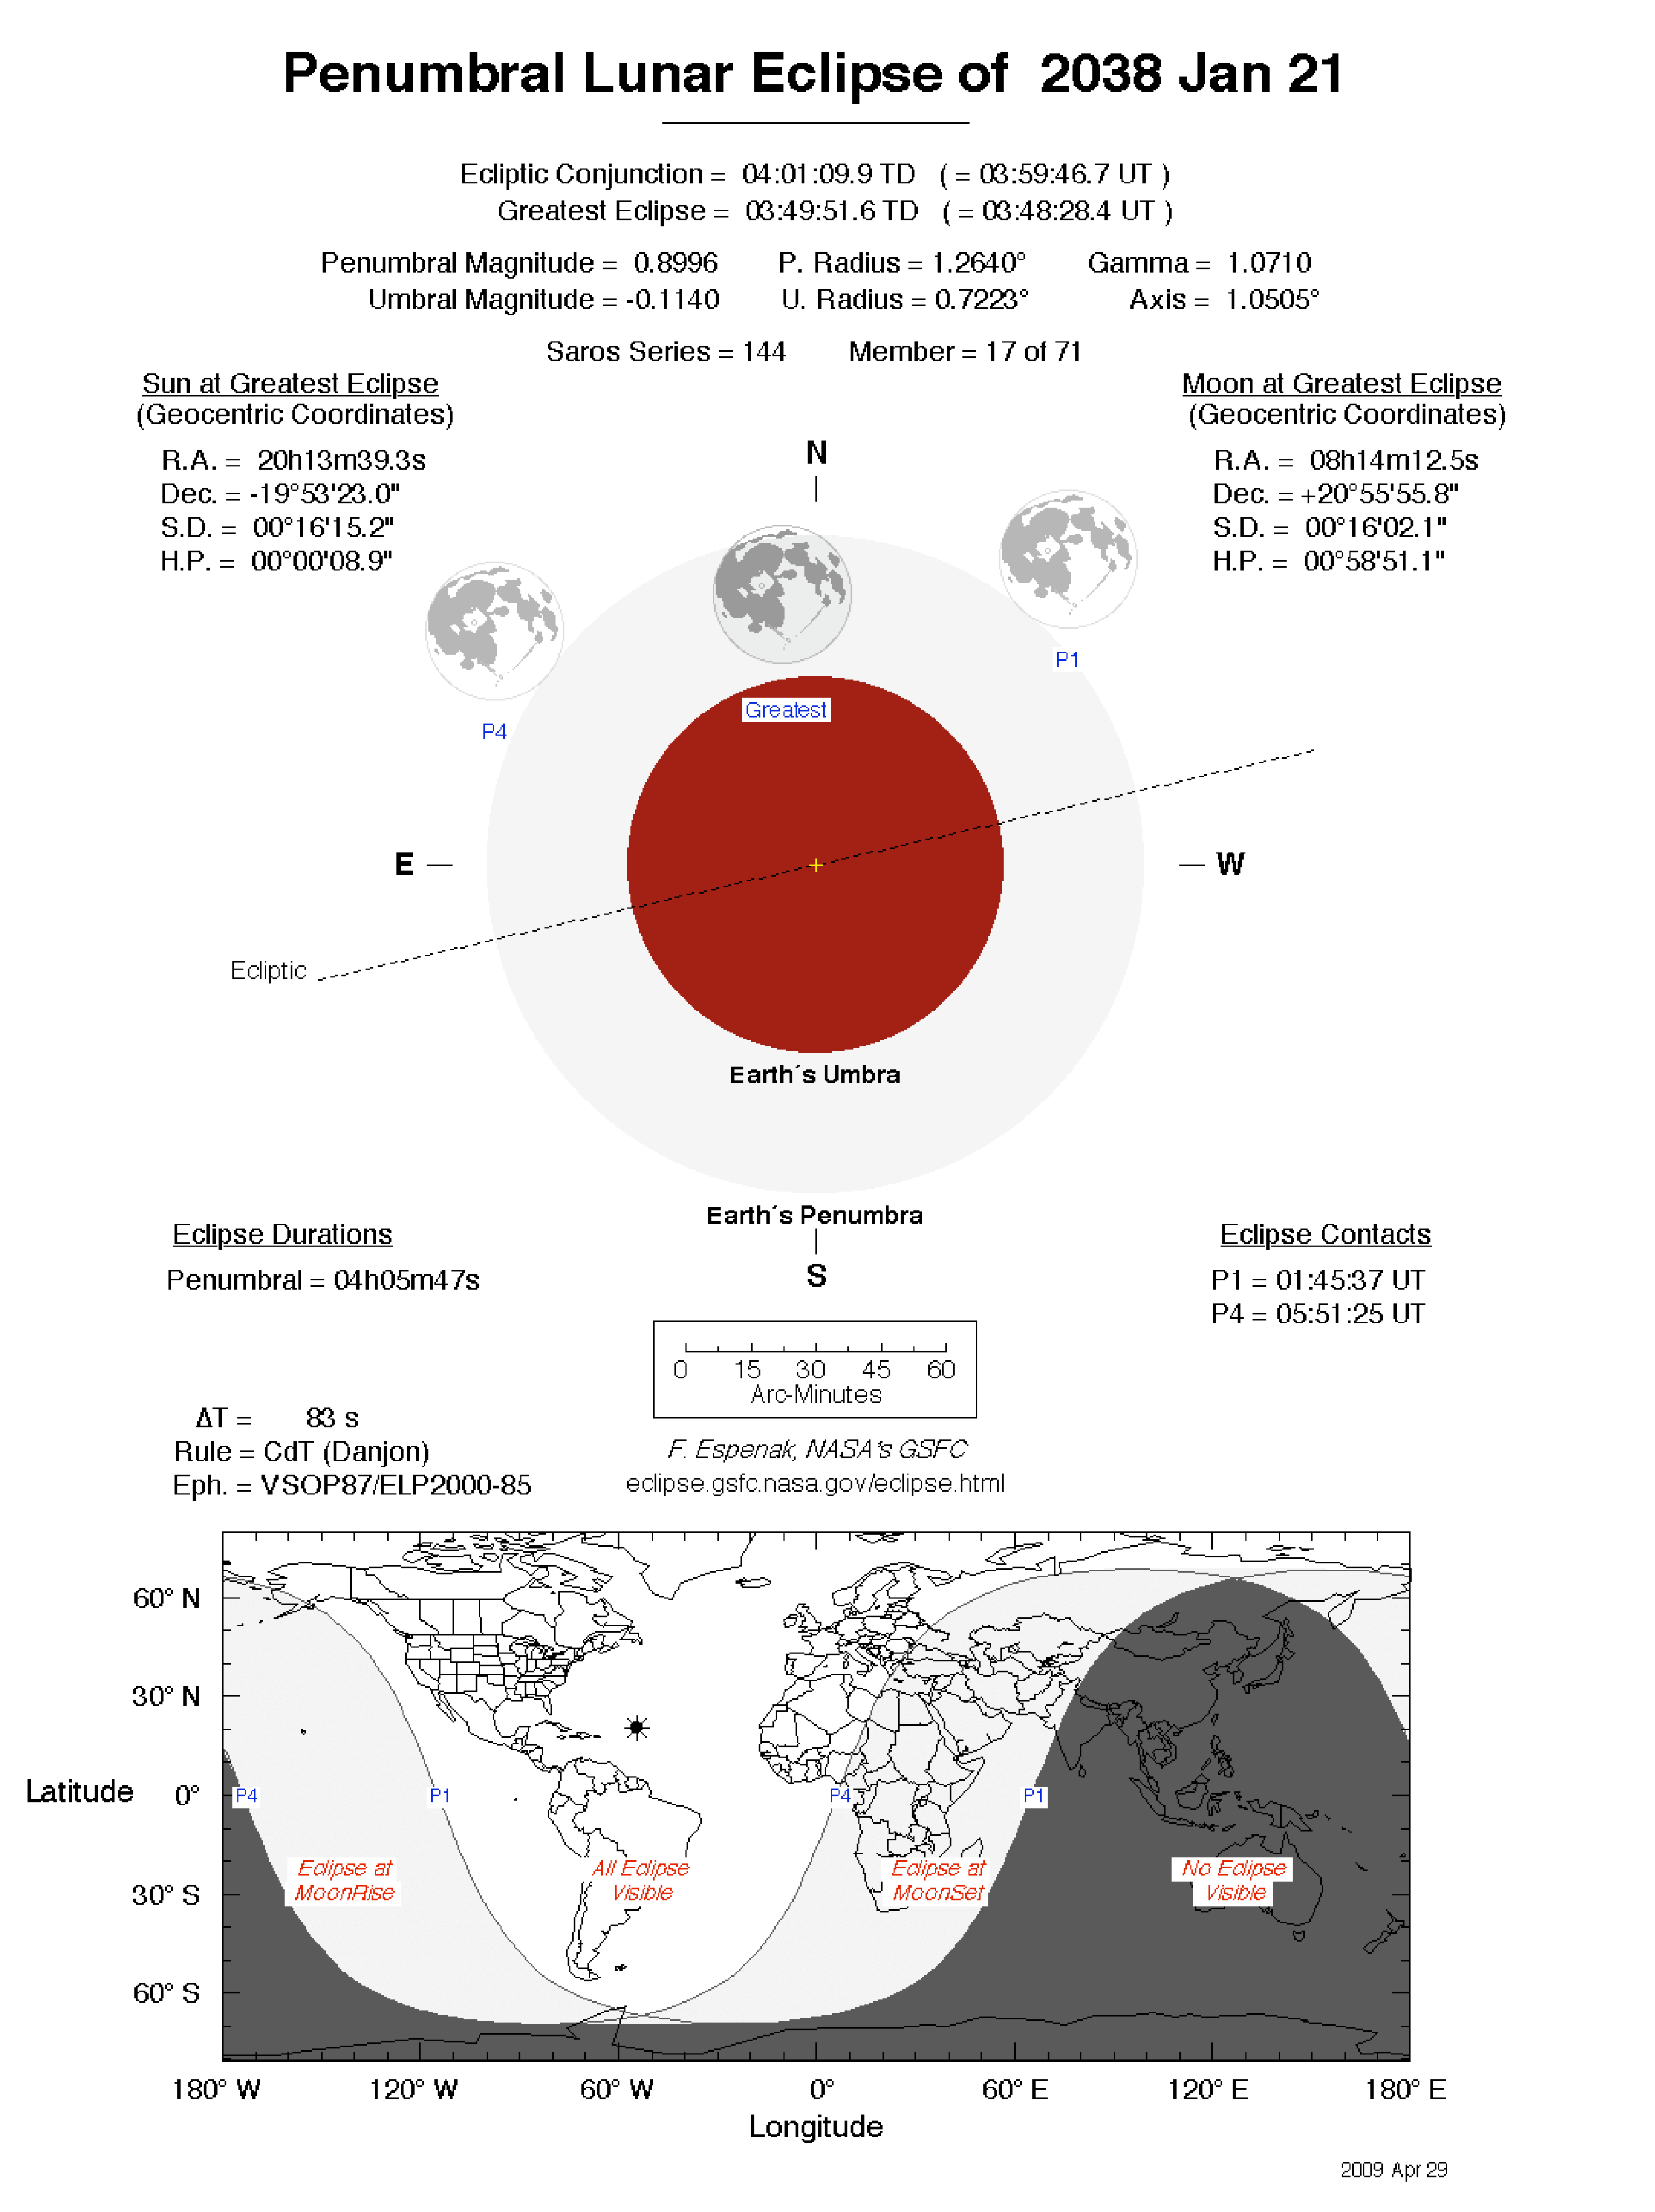 Penumbral Lunar Eclipse of  2038 Jan 21
Ecliptic Conjunction =  04:01:09.9 TD   ( = 03:59:46.7 UT )
Greatest Eclipse =  03:49:51.6 TD   ( = 03:48:28.4 UT )
Penumbral Magnitude =  0.8996   P. Radius = 1.2640°   Gamma =  1.0710
Umbral Magnitude = -0.1140   U. Radius = 0.7223°   Axis =  1.0505°
Saros Series = 144   Member = 17 of 71
Sun at Greatest Eclipse
(Geocentric Coordinates)
R.A. =  20h13m39.3s
Dec. = -19°53'23.0"
S.D. =  00°16'15.2"
H.P. =  00°00'08.9"
Moon at Greatest Eclipse
(Geocentric Coordinates)
R.A. =  08h14m12.5s
Dec. = +20°55'55.8"
S.D. =  00°16'02.1"
H.P. =  00°58'51.1"
N
P1
Greatest
P4
E
W
Ecliptic
Earth´s Umbra
Earth´s Penumbra
S
Eclipse Durations
Penumbral = 04h05m47s
Eclipse Contacts
P1 = 01:45:37 UT
P4 = 05:51:25 UT
0 15 30 45 60
Arc-Minutes
ΔT =      83 s
Rule = CdT (Danjon)
Eph. = VSOP87/ELP2000-85
F. Espenak, NASA's GSFC
eclipse.gsfc.nasa.gov/eclipse.html
60° N
30° N
Latitude 0°
30° S
60° S
P4 P1 P4 P1
Eclipse at
MoonRise
All Eclipse
Visible
Eclipse at
MoonSet
No Eclipse
Visible
180° W 120° W 60° W 0° 60° E 120° E 180° E
Longitude
2009 Apr 29